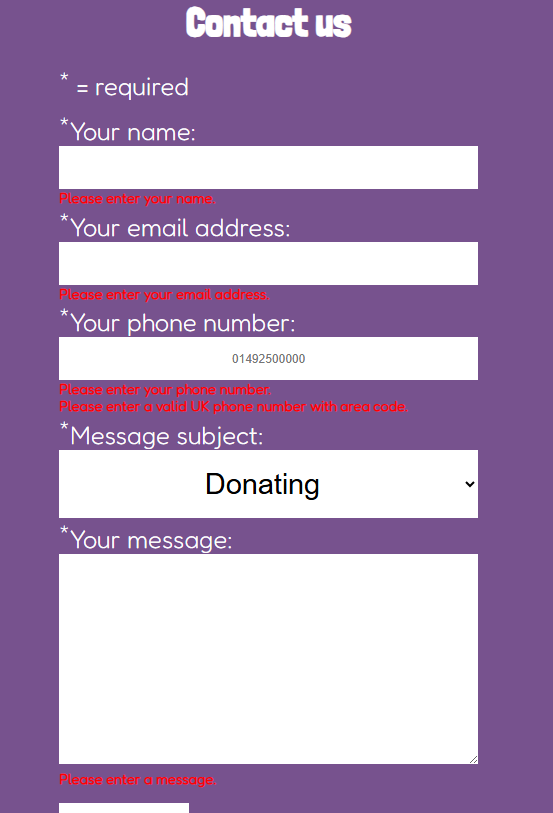 Contact us
* = required
*Your name:
Please enter your name.
*Your email address:
Please enter your email address.
*Your phone number:
01492500000
Please enter your phone number.
Please enter a valid UK phone number with area code.
*Message subject:
Donating
*Your message:
Please enter a message.